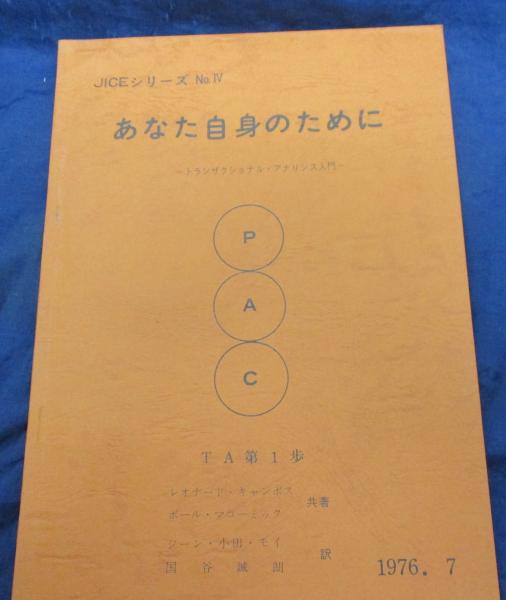 JICEシリーズ No.Ⅳ
あなた自身のために
－トランザクショナル・アナリシス入門－
P
A
C
TA第1歩
レオナード・キャンポス
ポール・マコーミック
共著
ジーン・小田・モイ
国谷誠朗
訳
1976. 7